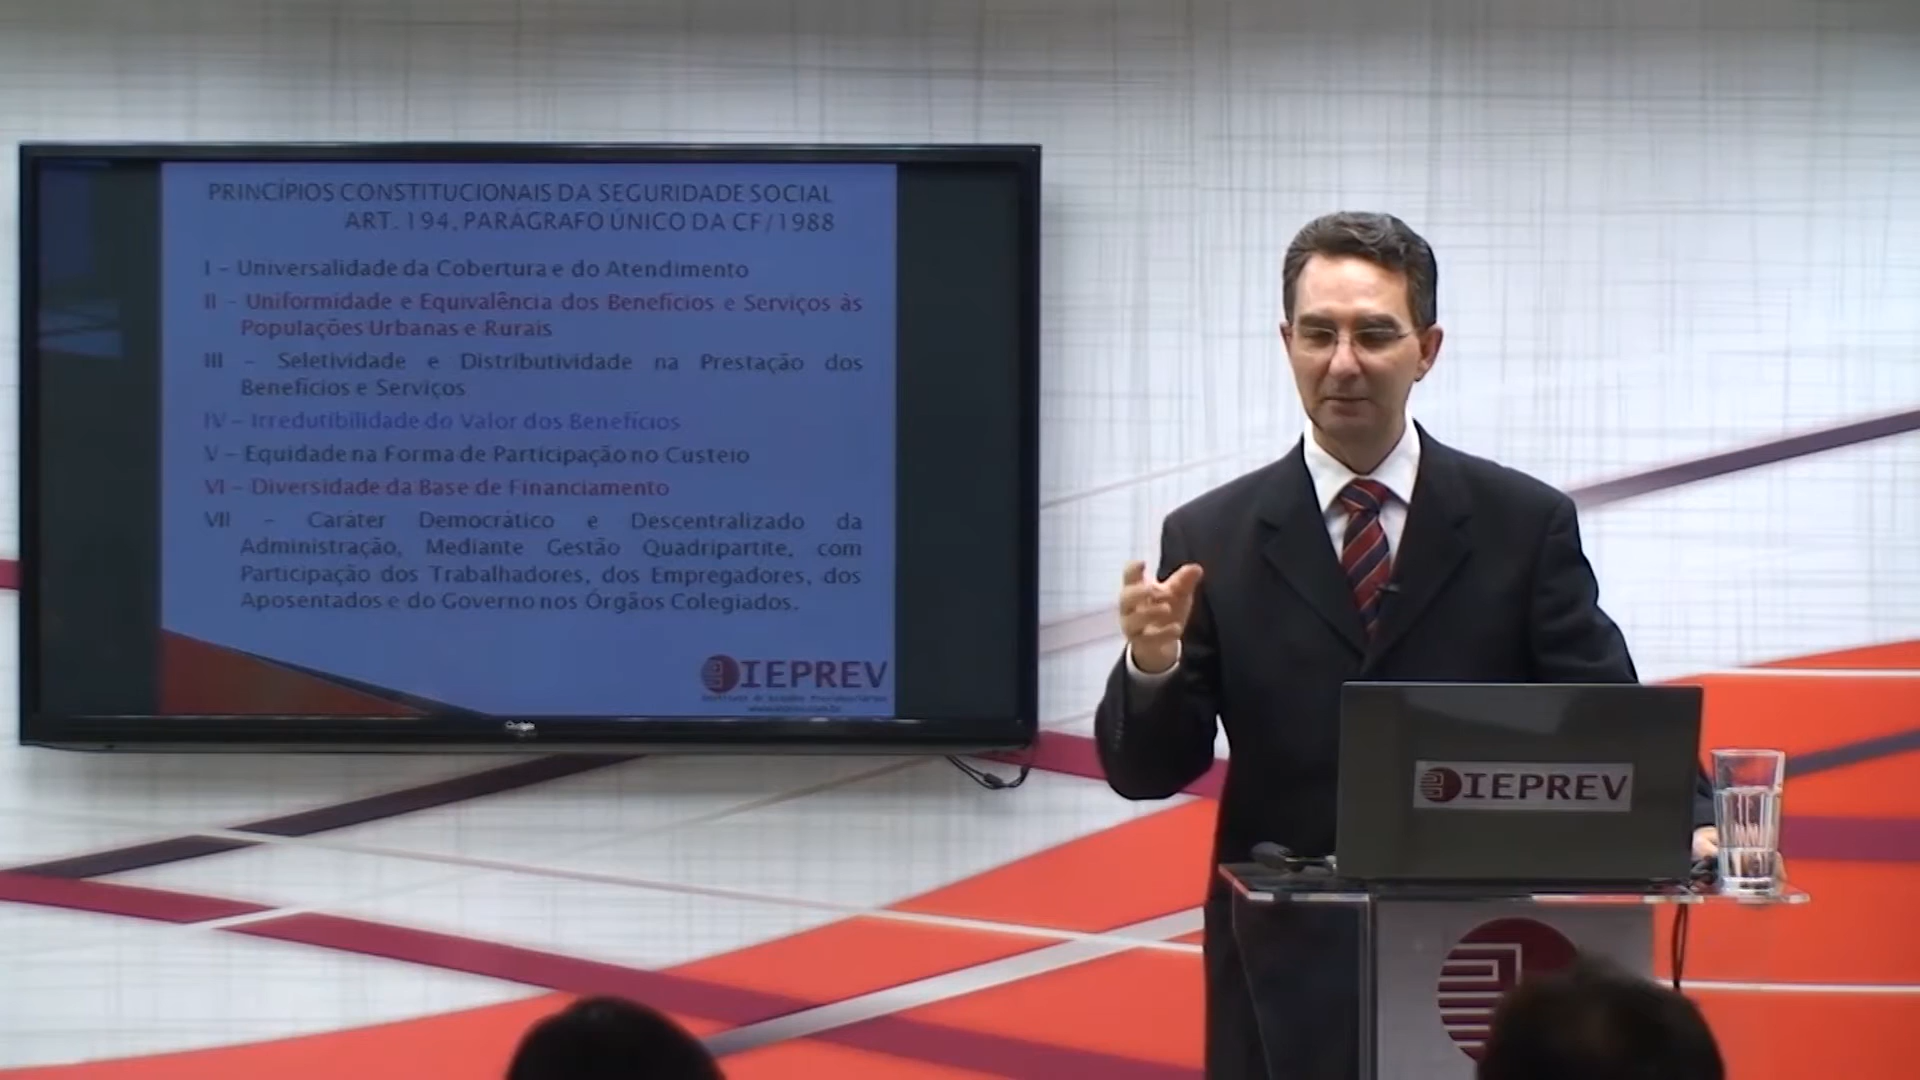 PRINCÍPIOS CONSTITUCIONAIS DA SEGURIDADE SOCIAL
ART. 194, PARÁGRAFO ÚNICO DA CF/1988
I – Universalidade da Cobertura e do Atendimento
II – Uniformidade e Equivalência dos Benefícios e Serviços às
Populações Urbanas e Rurais
III – Seletividade e Distributividade na Prestação dos
Benefícios e Serviços
IV – Irredutibilidade do Valor dos Benefícios
V – Equidade na Forma de Participação no Custeio
VI – Diversidade da Base de Financiamento
VII – Caráter Democrático e Descentralizado da
Administração, Mediante Gestão Quadripartite, com
Participação dos Trabalhadores, dos Empregadores, dos
Aposentados e do Governo nos Órgãos Colegiados.
IEPREV
IEPREV